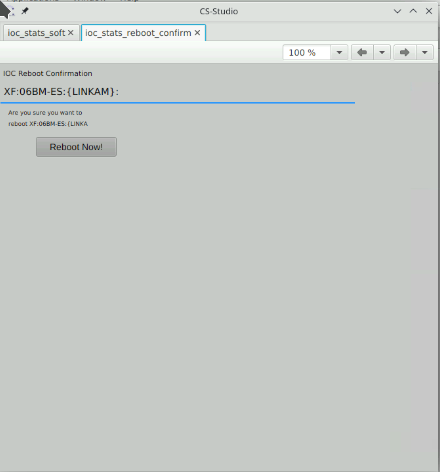 CS-Studio
ioc_stats_soft ioc_stats_reboot_confirm
100 %
IOC Reboot Confirmation
XF:06BM-ES:{LINKAM}:
Are you sure you want to
reboot XF:06BM-ES:{LINKA
Reboot Now!